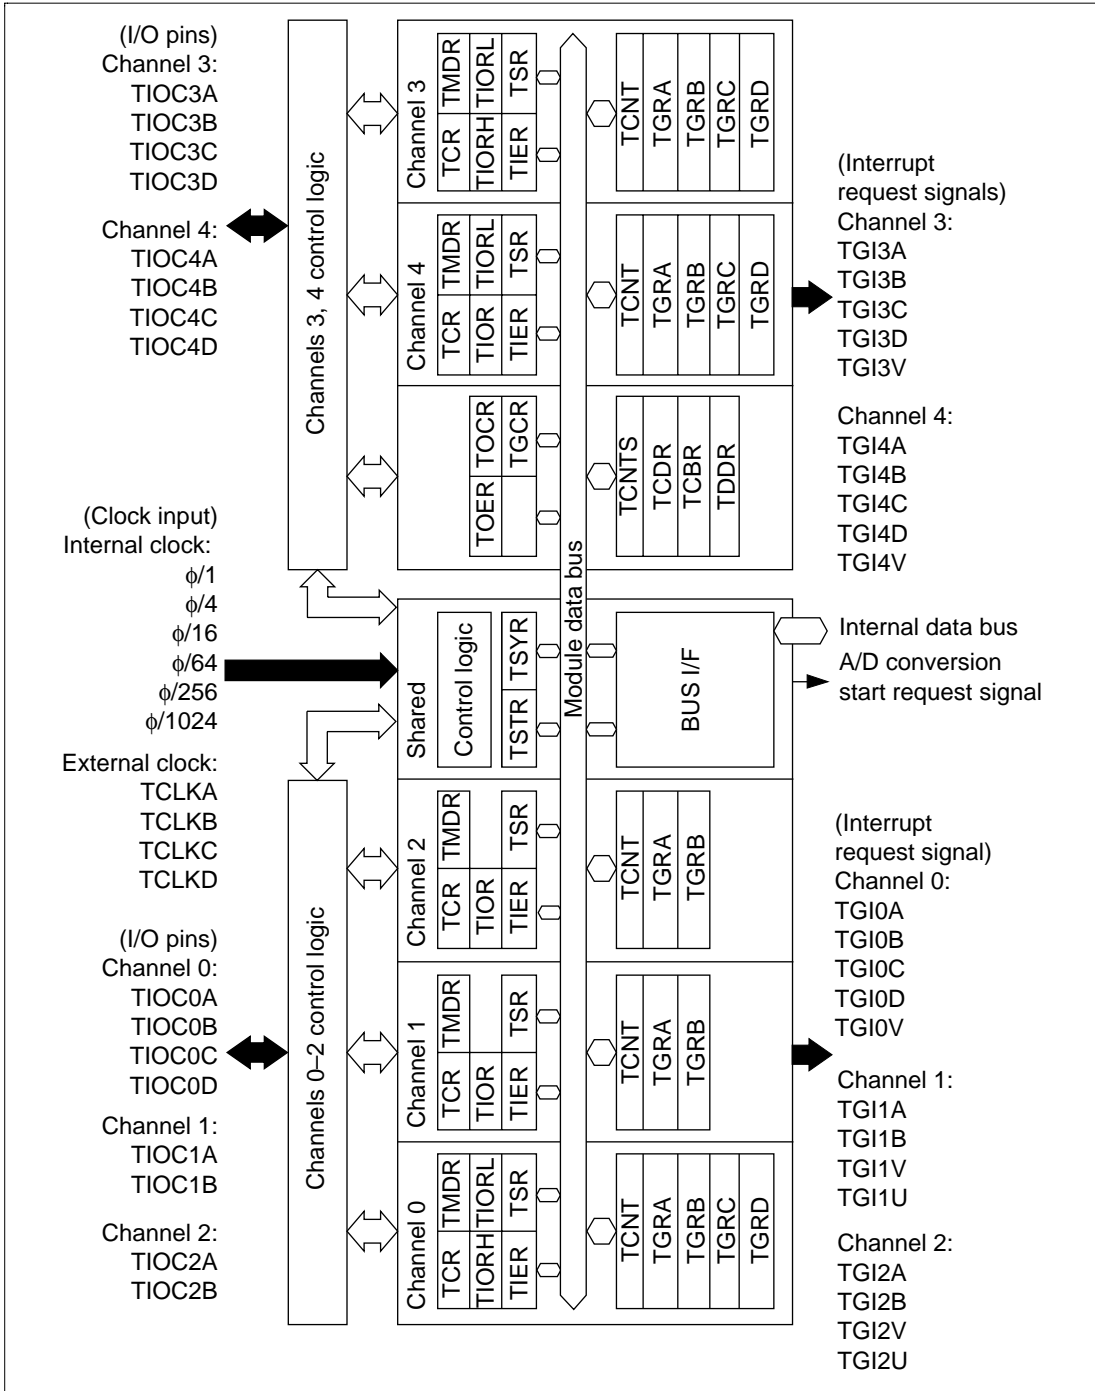 (I/O pins)
Channel 3:
TIOC3A
TIOC3B
TIOC3C
TIOC3D
Channel 4:
TIOC4A
TIOC4B
TIOC4C
TIOC4D
(Clock input)
Internal clock:
ϕ/1
ϕ/4
ϕ/16
ϕ/64
ϕ/256
ϕ/1024
External clock:
TCLKA
TCLKB
TCLKC
TCLKD
(I/O pins)
Channel 0:
TIOC0A
TIOC0B
TIOC0C
TIOC0D
Channel 1:
TIOC1A
TIOC1B
Channel 2:
TIOC2A
TIOC2B
Channels 3, 4 control logic
Channels 0–2 control logic
Channel 3
TCR TMDR
TIORH TIORL
TIER TSR
TCNT
TGRA
TGRB
TGRC
TGRD
Channel 4
TCR TMDR
TIOR TIORL
TIER TSR
TCNT
TGRA
TGRB
TGRC
TGRD
TOER TOCR
TGCR
TCNTS
TCDR
TCBR
TDDR
Module data bus
Shared
Control logic
TSTR TSYR
BUS I/F
Channel 2
TCR TMDR
TIOR
TIER TSR
TCNT
TGRA
TGRB
Channel 1
TCR TMDR
TIOR
TIER TSR
TCNT
TGRA
TGRB
Channel 0
TCR TMDR
TIORH TIORL
TIER TSR
TCNT
TGRA
TGRB
TGRC
TGRD
(Interrupt
request signals)
Channel 3:
TGI3A
TGI3B
TGI3C
TGI3D
TGI3V
Channel 4:
TGI4A
TGI4B
TGI4C
TGI4D
TGI4V
Internal data bus
A/D conversion
start request signal
(Interrupt
request signal)
Channel 0:
TGI0A
TGI0B
TGI0C
TGI0D
TGI0V
Channel 1:
TGI1A
TGI1B
TGI1V
TGI1U
Channel 2:
TGI2A
TGI2B
TGI2V
TGI2U